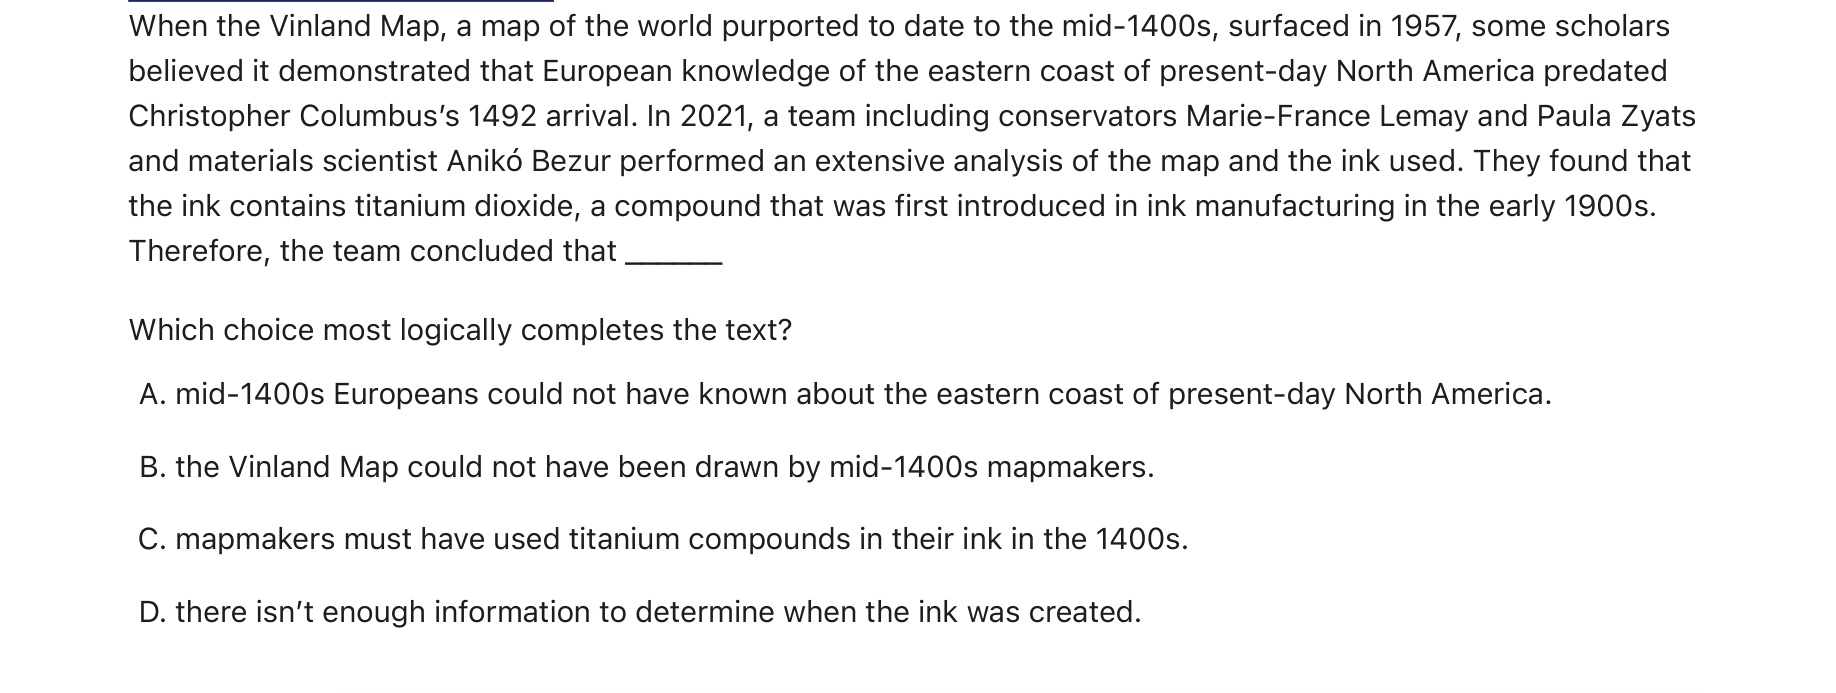 When the Vinland Map, a map of the world purported to date to the mid-1400s, surfaced in 1957, some scholars
believed it demonstrated that European knowledge of the eastern coast of present-day North America predated
Christopher Columbus’s 1492 arrival. In 2021, a team including conservators Marie-France Lemay and Paula Zyats
and materials scientist Anikó Bezur performed an extensive analysis of the map and the ink used. They found that
the ink contains titanium dioxide, a compound that was first introduced in ink manufacturing in the early 1900s.
Therefore, the team concluded that ______
Which choice most logically completes the text?
A. mid-1400s Europeans could not have known about the eastern coast of present-day North America.
B. the Vinland Map could not have been drawn by mid-1400s mapmakers.
C. mapmakers must have used titanium compounds in their ink in the 1400s.
D. there isn’t enough information to determine when the ink was created.